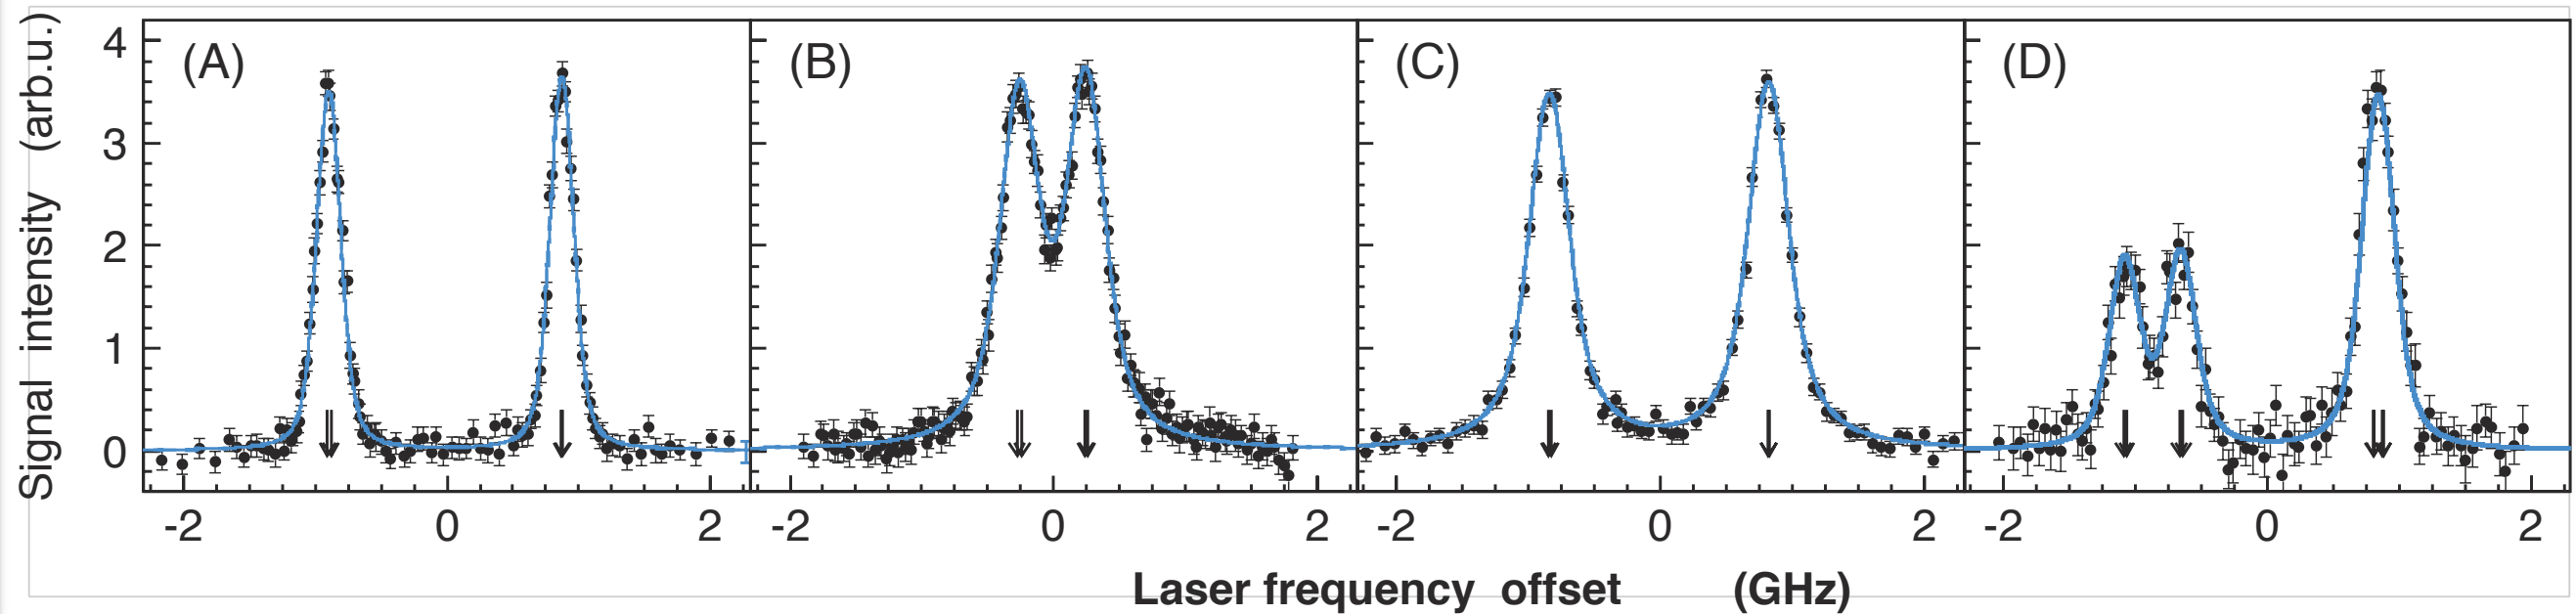 Signal intensity (arb.u.)
4
3
2
1
0
(A)
(B)
(C)
(D)
-2 0 2 -2 0 2 -2 0 2 -2 0 2
Laser frequency offset (GHz)